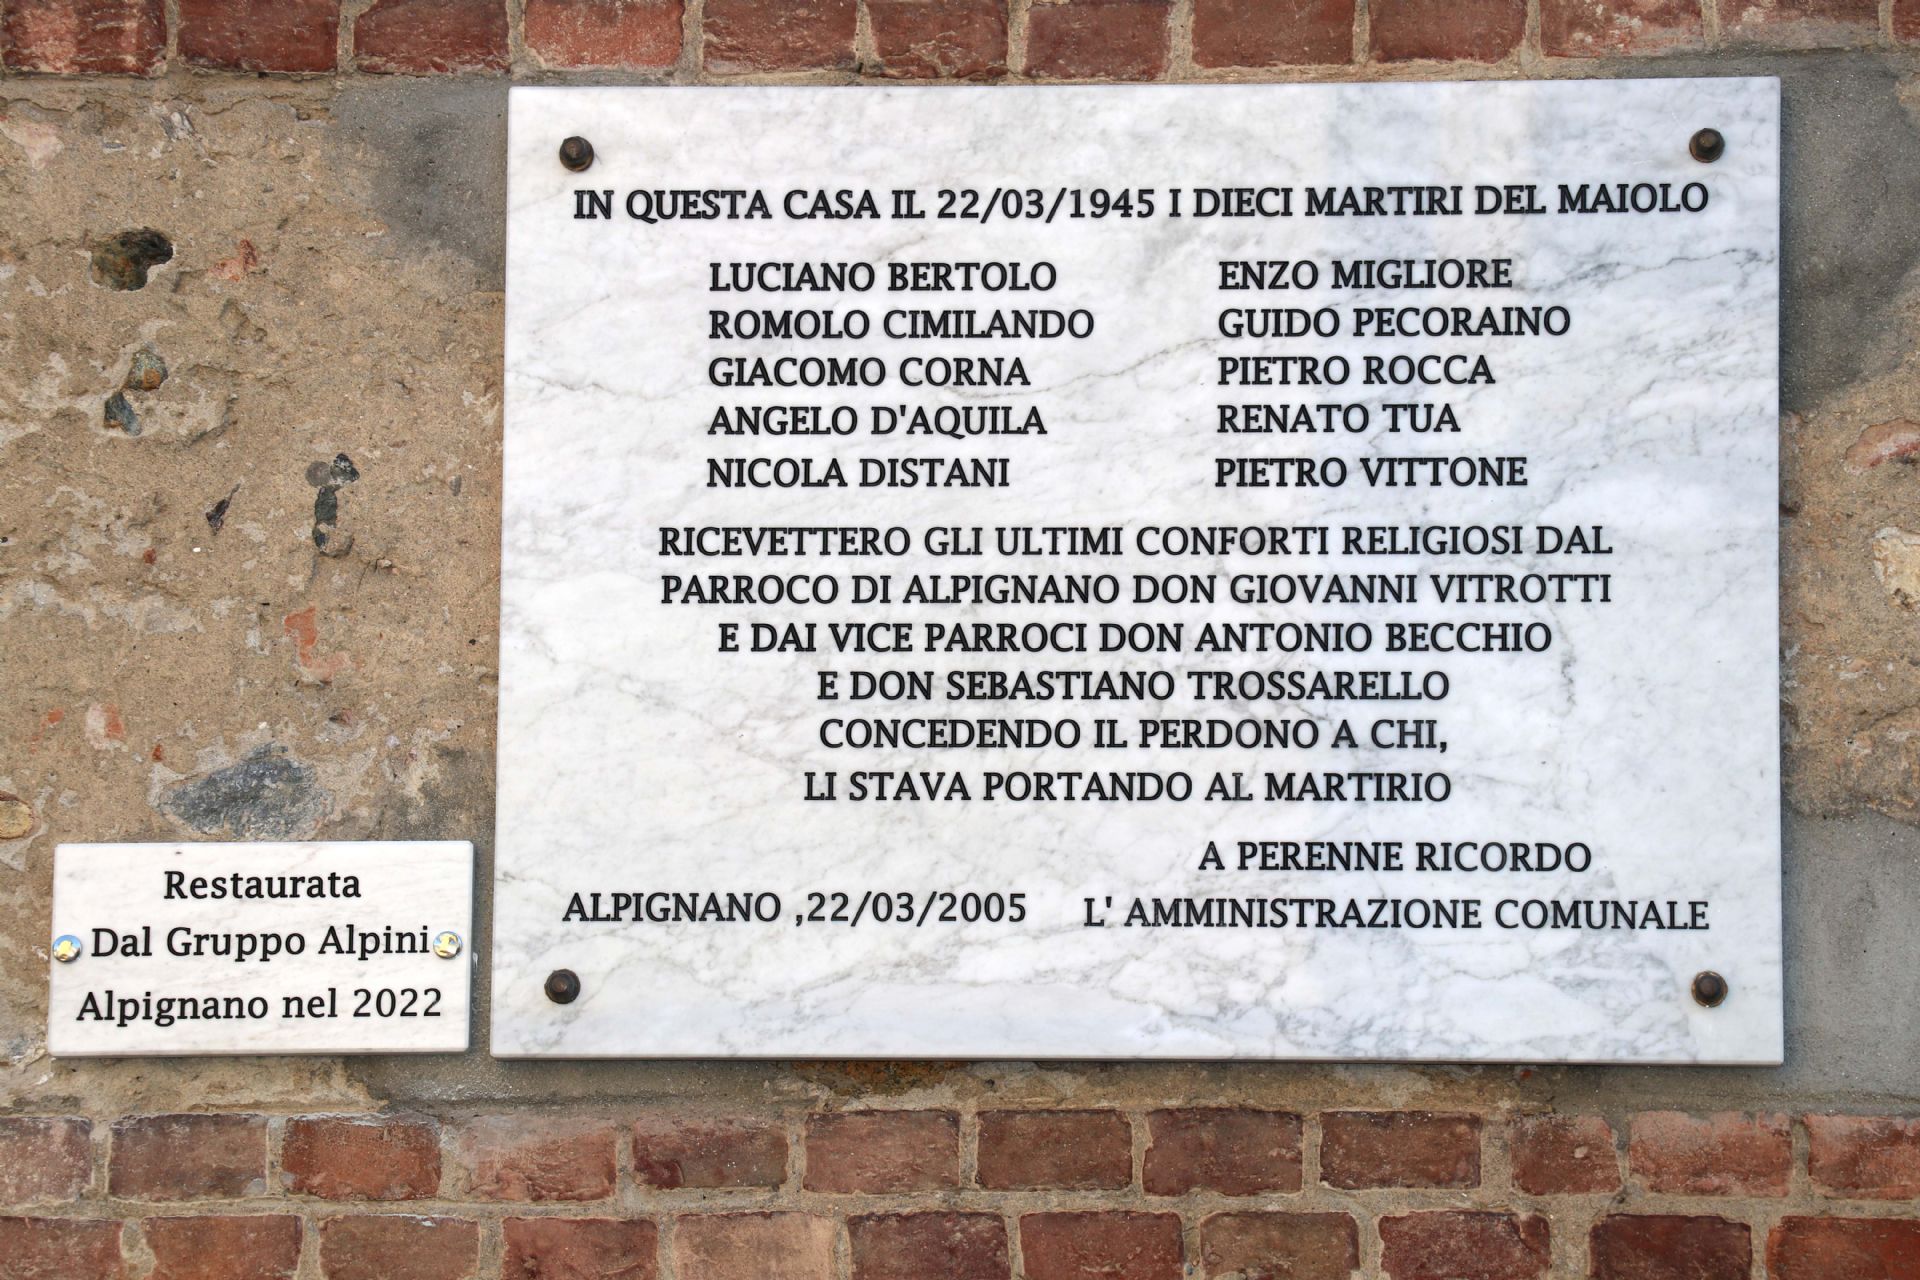 IN QUESTA CASA IL 22/03/1945 I DIECI MARTIRI DEL MAIOLO
LUCIANO BERTOLO
ROMOLO CIMILANDO
GIACOMO CORNA
ANGELO D'AQUILA
NICOLA DISTANI
ENZO MIGLIORE
GUIDO PECORAINO
PIETRO ROCCA
RENATO TUA
PIETRO VITTONE
RICEVETTERO GLI ULTIMI CONFORTI RELIGIOSI DAL
PARROCO DI ALPIGNANO DON GIOVANNI VITROTTI
E DAI VICE PARROCI DON ANTONIO BECCHIO
E DON SEBASTIANO TROSSARELLO
CONCEDENDO IL PERDONO A CHI,
LI STAVA PORTANDO AL MARTIRIO
A PERENNE RICORDO
ALPIGNANO ,22/03/2005 L' AMMINISTRAZIONE COMUNALE
Restaurata
Dal Gruppo Alpini
Alpignano nel 2022